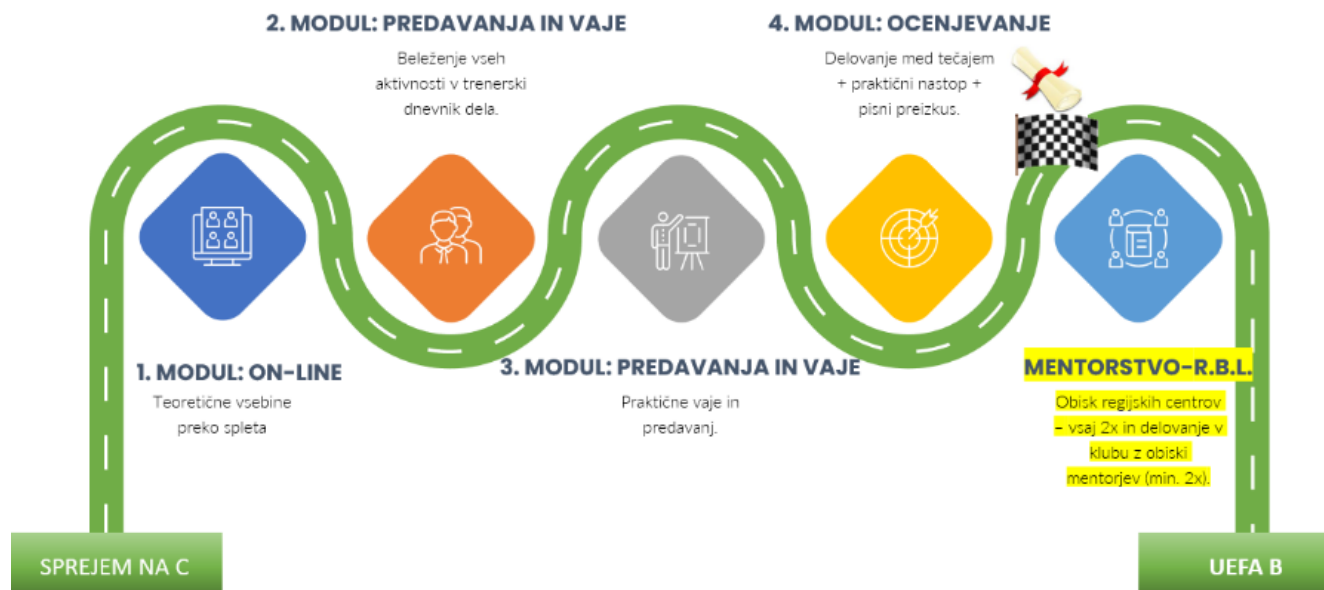 2. MODUL: PREDAVANJA IN VAJE
Beleženje vseh
aktivnosti v trenerski
dnevnik dela.
4. MODUL: OCENJEVANJE
Delovanje med tečajem
+ praktični nastop +
pisni preizkus.
1. MODUL: ON-LINE
Teoretične vsebine
preko spleta
3. MODUL: PREDAVANJA IN VAJE
Praktične vaje in
predavanj.
MENTORSTVO-R.B.L.
Obisk regijskih centrov
– vsaj 2x in delovanje v
klubu z obiski
mentorjev (min. 2x).
SPREJEM NA C
UEFA B